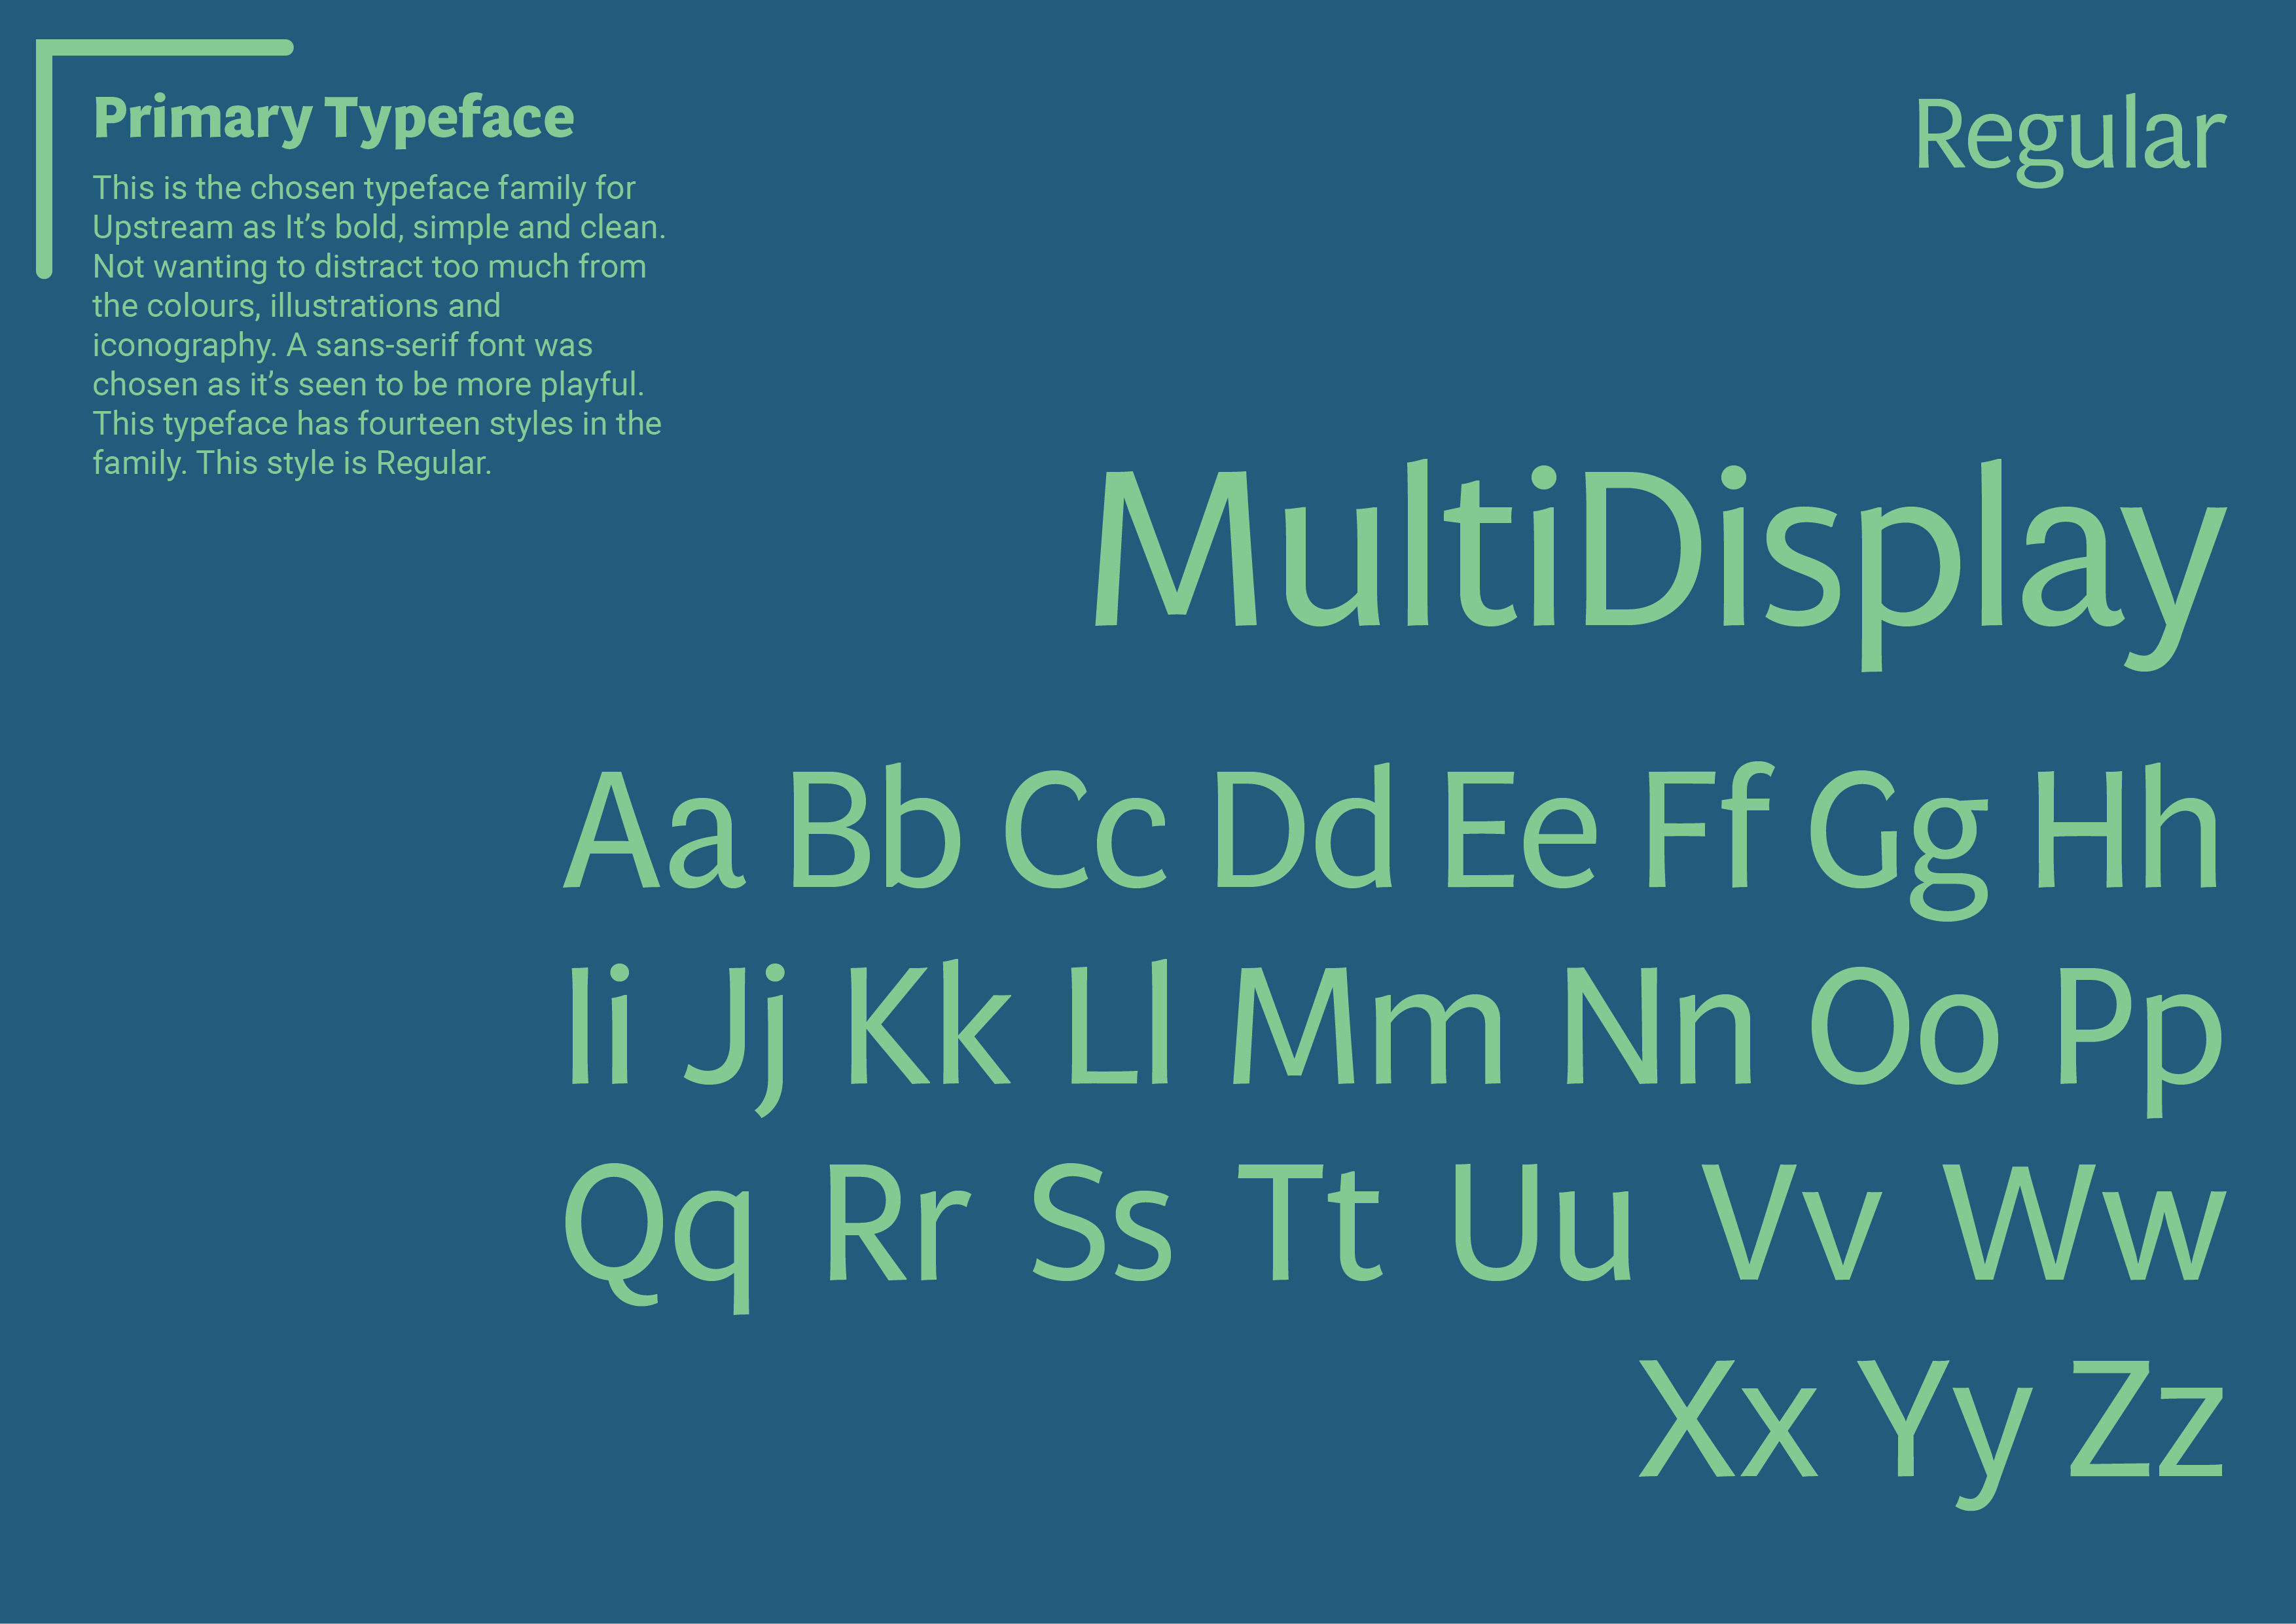 Primary Typeface
This is the chosen typeface family for
Upstream as It’s bold, simple and clean.
Not wanting to distract too much from
the colours, illustrations and
iconography. A sans-serif font was
chosen as it’s seen to be more playful.
This typeface has fourteen styles in the
family. This style is Regular.
Regular
MultiDisplay
Aa Bb Cc Dd Ee Ff Gg Hh
Ii Jj Kk Ll Mm Nn Oo Pp
Qq Rr Ss Tt Uu Vv Ww
Xx Yy Zz